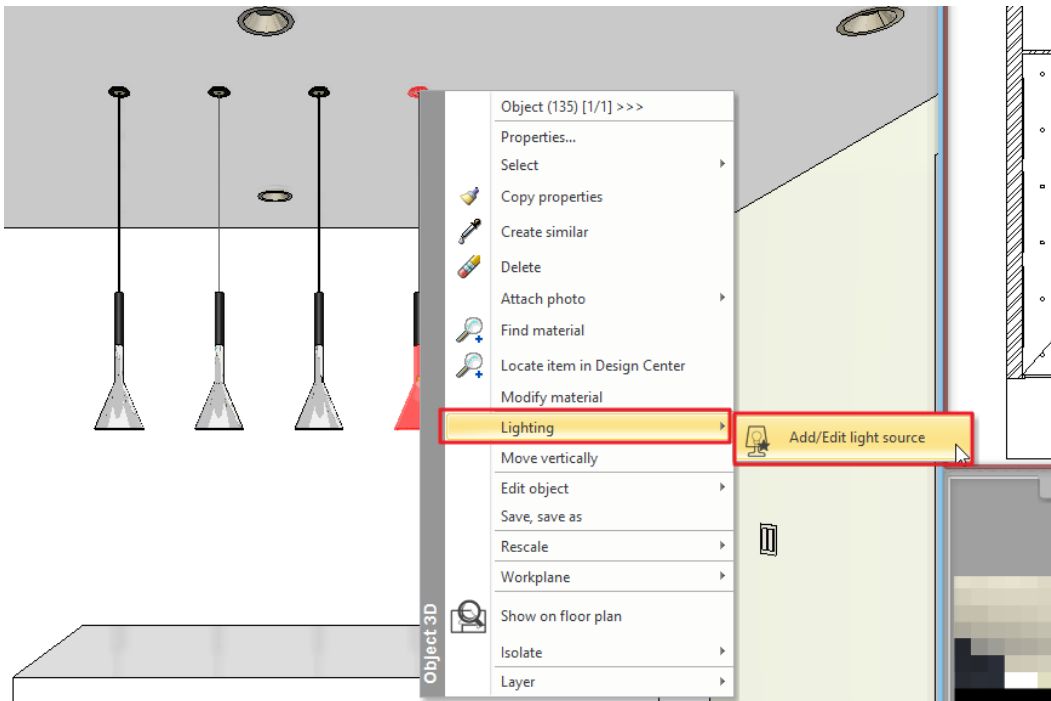 Object (135) [1/1] >>>
Properties...
Select
Copy properties
Create similar
Delete
Attach photo
Find material
Locate item in Design Center
Modify material
Lighting
Add/Edit light source
Move vertically
Edit object
Save, save as
Rescale
Workplane
Show on floor plan
Isolate
Layer
Object 3D